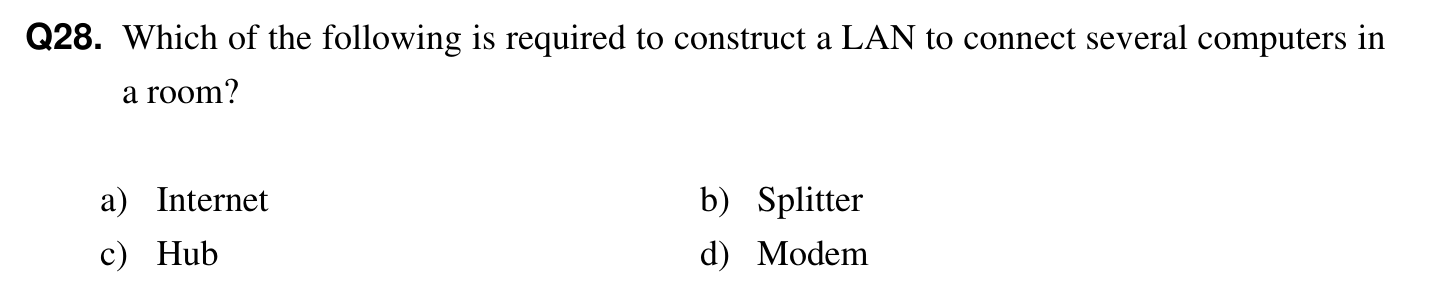 Q28. Which of the following is required to construct a LAN to connect several computers in
a room?
a) Internet b) Splitter
c) Hub d) Modem